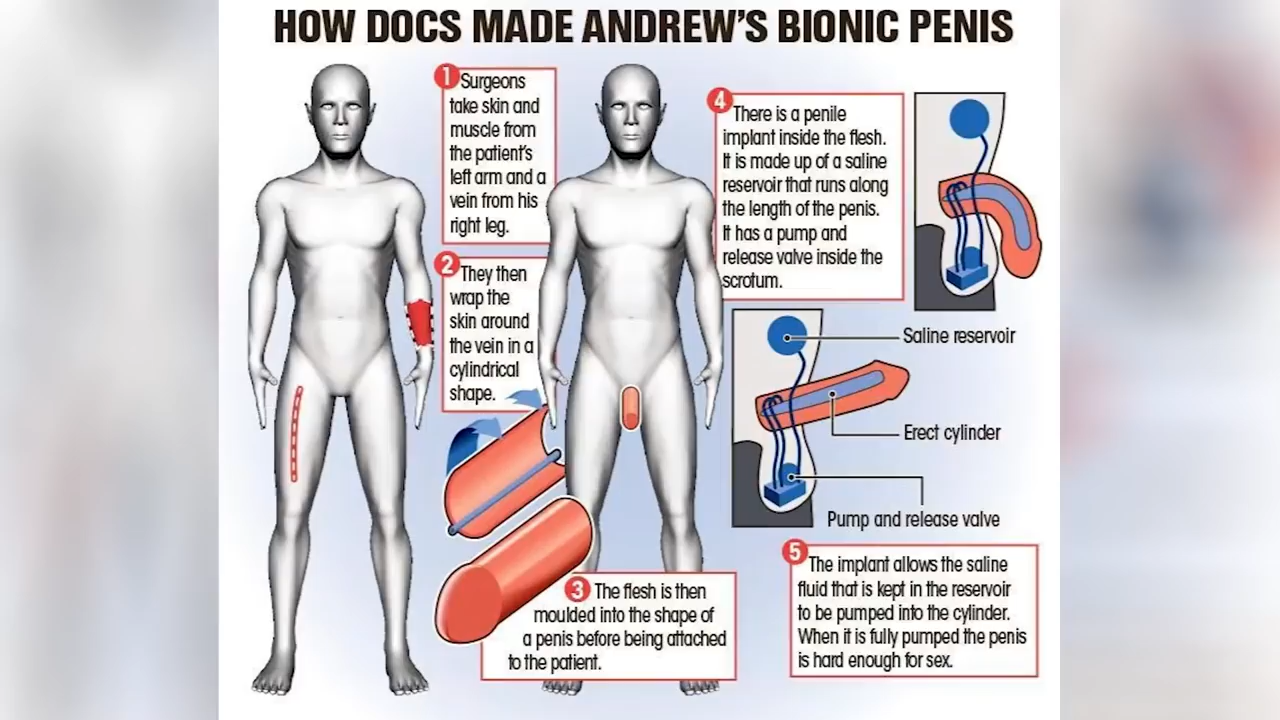 HOW DOCS MADE ANDREW'S BIONIC PENIS
1 Surgeons
take skin and
muscle from
the patient's
left arm and a
vein from his
right leg.
2 They then
wrap the
skin around
the vein in a
cylindrical
shape.
3 The flesh is then
moulded into the shape of
a penis before being attached
to the patient.
4 There is a penile
implant inside the flesh.
It is made up of a saline
reservoir that runs along
the length of the penis.
It has a pump and
release valve inside the
scrotum.
Saline reservoir
Erect cylinder
Pump and release valve
5 The implant allows the saline
fluid that is kept in the reservoir
to be pumped into the cylinder.
When it is fully pumped the penis
is hard enough for sex.